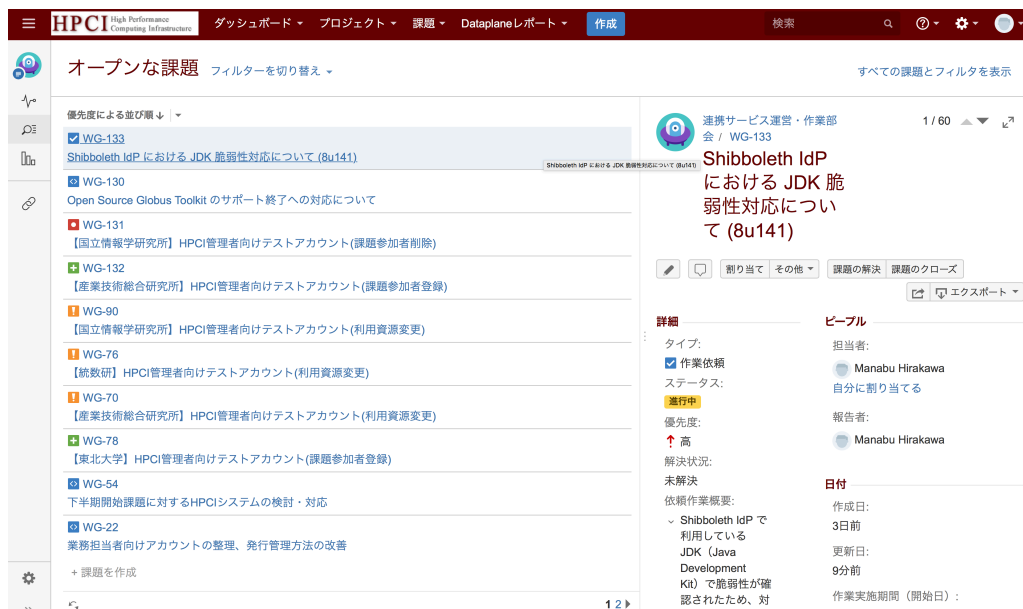 HPCI High Performance Computing Infrastructure ダッシュボード プロジェクト 課題 Dataplaneレポート 作成 検索
オープンな課題 フィルターを切り替え すべての課題とフィルタを表示
優先度による並び順
WG-133
Shibboleth IdP における JDK 脆弱性対応について (8u141)
Shibboleth IdP における JDK 脆弱性対応について (8u141)
WG-130
Open Source Globus Toolkit のサポート終了への対応について
WG-131
【国立情報学研究所】HPCI管理者向けテストアカウント(課題参加者削除)
WG-132
【産業技術総合研究所】HPCI管理者向けテストアカウント(課題参加者登録)
WG-90
【国立情報学研究所】HPCI管理者向けテストアカウント(利用資源変更)
WG-76
【統数研】HPCI管理者向けテストアカウント(利用資源変更)
WG-70
【産業技術総合研究所】HPCI管理者向けテストアカウント(利用資源変更)
WG-78
【東北大学】HPCI管理者向けテストアカウント(課題参加者登録)
WG-54
下半期開始課題に対するHPCIシステムの検討・対応
WG-22
業務担当者向けアカウントの整理、発行管理方法の改善
+ 課題を作成
1 2
連携サービス運営・作業部
会 / WG-133
1 / 60
Shibboleth IdP
における JDK 脆
弱性対応につい
て (8u141)
割り当て その他 課題の解決 課題のクローズ
エクスポート
詳細
タイプ:
作業依頼
ステータス:
進行中
優先度:
高
解決状況:
未解決
依頼作業概要:
Shibboleth IdP で
利用している
JDK（Java
Development
Kit）で脆弱性が確
認されたため、対
ピープル
担当者:
Manabu Hirakawa
自分に割り当てる
報告者:
Manabu Hirakawa
日付
作成日:
3日前
更新日:
9分前
作業実施期間（開始日）: